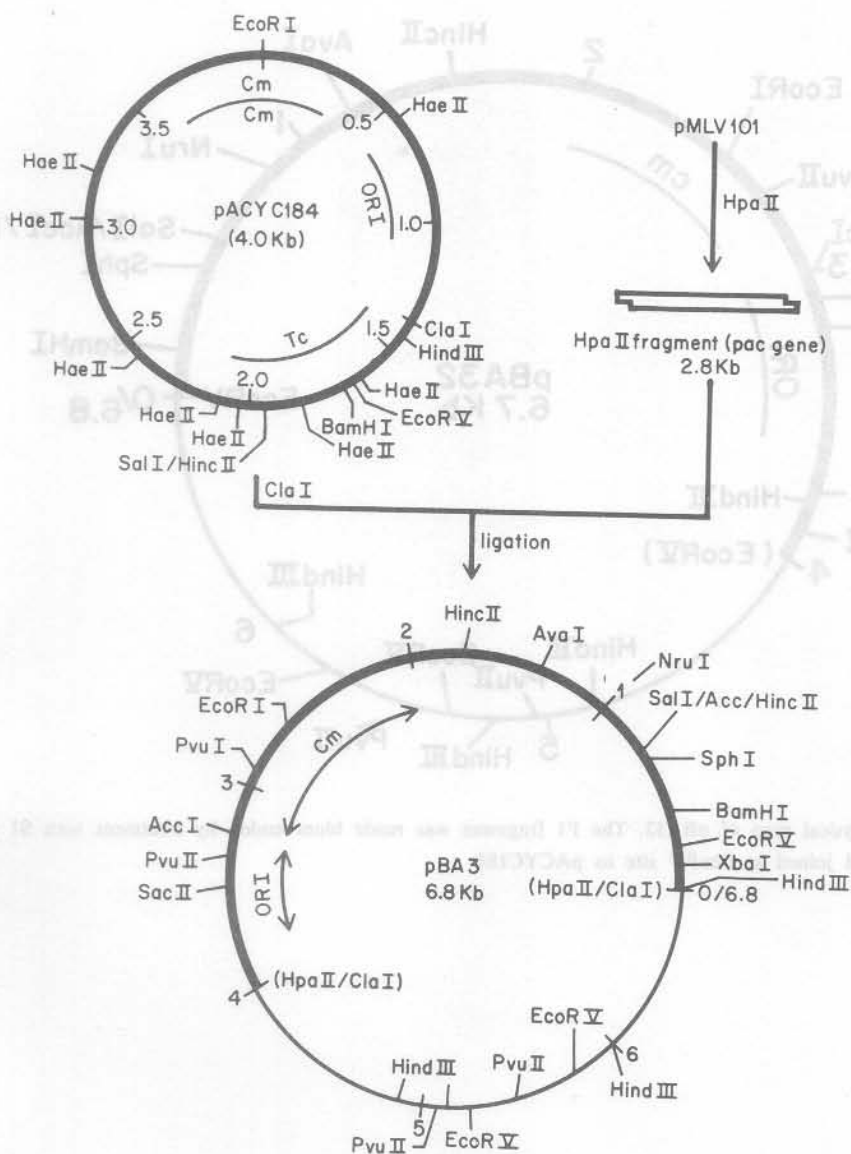 EcoR I
Cm
Cm
0.5
Hae II
3.5
Hae II
ORI
pACYC184
(4.0 Kb)
1.0
Hae II
3.0
2.5
Hae II
Tc
Cla I
1.5
Hind III
Hae II
EcoR V
BamH I
Hae II
2.0
Hae II
Hae II
Sal I/Hinc II
pMLV101
Hpa II
Hpa II fragment (pac gene)
2.8 Kb
Cla I
ligation
Hinc II
2
Ava I
Nru I
1
Sal I/Acc/Hinc II
Sph I
BamH I
EcoR V
Xba I
Hind III
0/6.8
(Hpa II/Cla I)
EcoR I
Cm
Pvu I
3
Acc I
Pvu II
Sac II
ORI
pBA3
6.8 Kb
4
(Hpa II/Cla I)
EcoR V
6
Hind III
Pvu II
Hind III
5
Pvu II
EcoR V